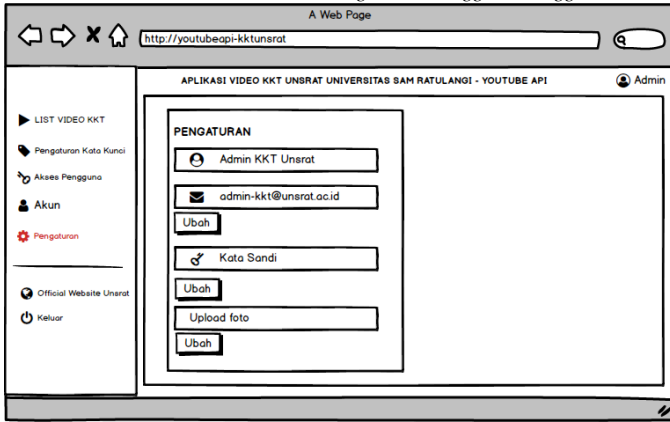 A Web Page
http://youtubeapi-kktunsrat
APLIKASI VIDEO KKT UNSRAT UNIVERSITAS SAM RATULANGI - YOUTUBE API
Admin
LIST VIDEO KKT
Pengaturan Kata Kunci
Akses Pengguna
Akun
Pengaturan
Official Website Unsrat
Keluar
PENGATURAN
Admin KKT Unsrat
admin-kkt@unsrat.ac.id
Ubah
Kata Sandi
Ubah
Upload foto
Ubah